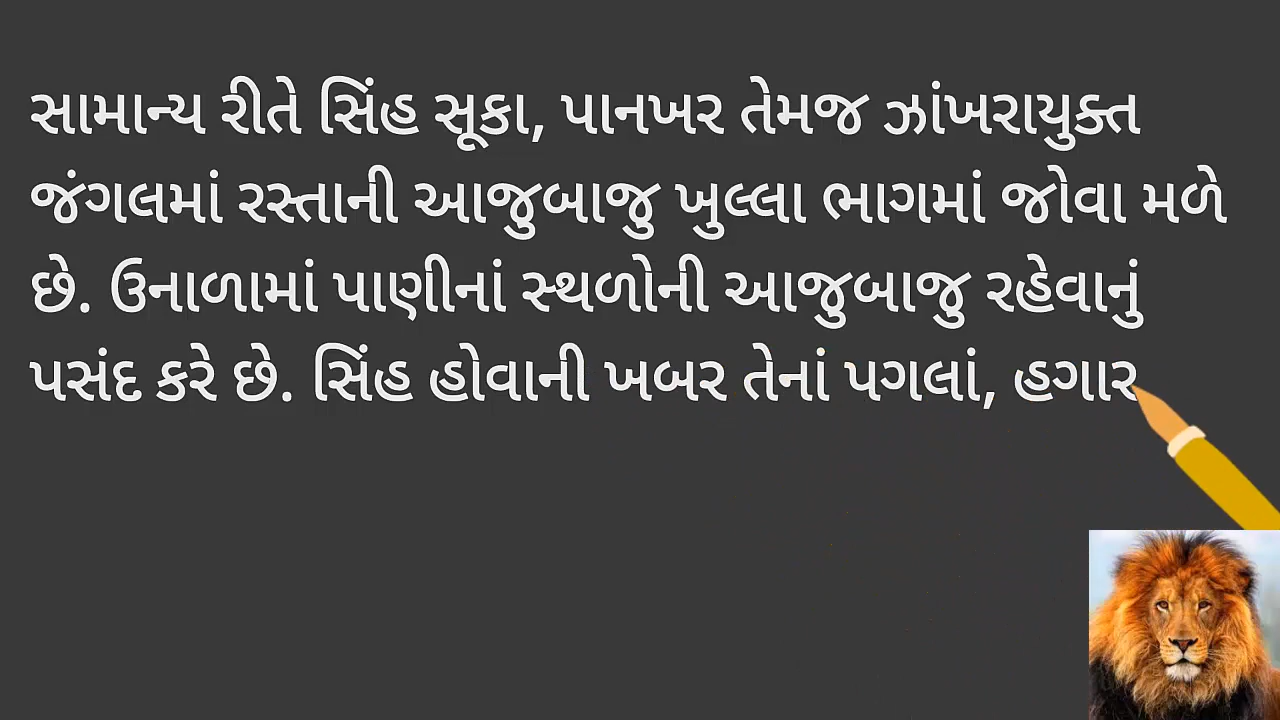 સામાન્ય રીતે સિંહ સૂકા, પાનખર તેમજ ઝાંખરાયુક્ત
જંગલમાં રસ્તાની આજુબાજુ ખુલ્લા ભાગમાં જોવા મળે
છે. ઉનાળામાં પાણીનાં સ્થળોની આજુબાજુ રહેવાનું
પસંદ કરે છે. સિંહ હોવાની ખબર તેનાં પગલાં, હગાર